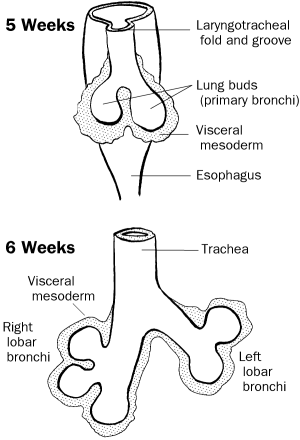 5 Weeks
Laryngotracheal
fold and groove
Lung buds
(primary bronchi)
Visceral
mesoderm
Esophagus
6 Weeks
Trachea
Visceral
mesoderm
Right
lobar
bronchi
Left
lobar
bronchi